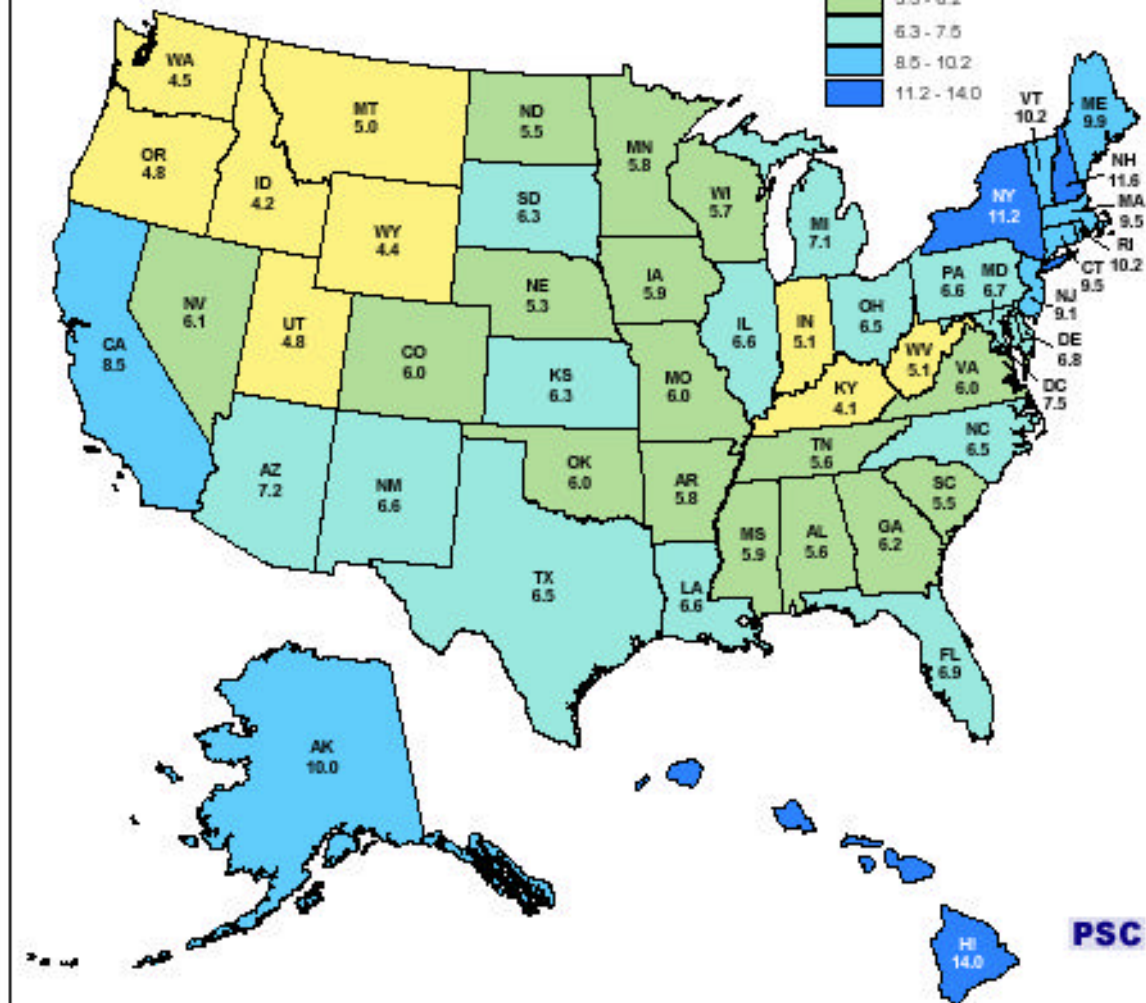 6.3 - 7.5
8.5 - 10.2
11.2 - 14.0
WA
4.5
MT
5.0
ND
5.5
MN
5.8
VT
10.2
ME
9.9
OR
4.8
ID
4.2
SD
6.3
WI
5.7
NH
11.6
WY
4.4
MI
7.1
NY
11.2
MA
9.5
RI
10.2
CT
9.5
NV
6.1
UT
4.8
NE
5.3
IA
5.9
PA
6.6
MD
6.7
NJ
9.1
CA
8.5
CO
6.0
KS
6.3
MO
6.0
IL
6.6
IN
5.1
OH
6.5
WV
5.1
VA
6.0
DE
6.8
DC
7.5
KY
4.1
AZ
7.2
NM
6.6
OK
6.0
AR
5.8
TN
5.6
NC
6.5
SC
5.5
MS
5.9
AL
5.6
GA
6.2
TX
6.5
LA
6.6
FL
6.9
AK
10.0
HI
14.0
PSC